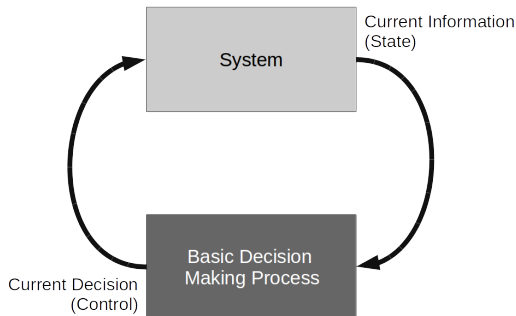 Current Information
(State)
System
Basic Decision
Making Process
Current Decision
(Control)